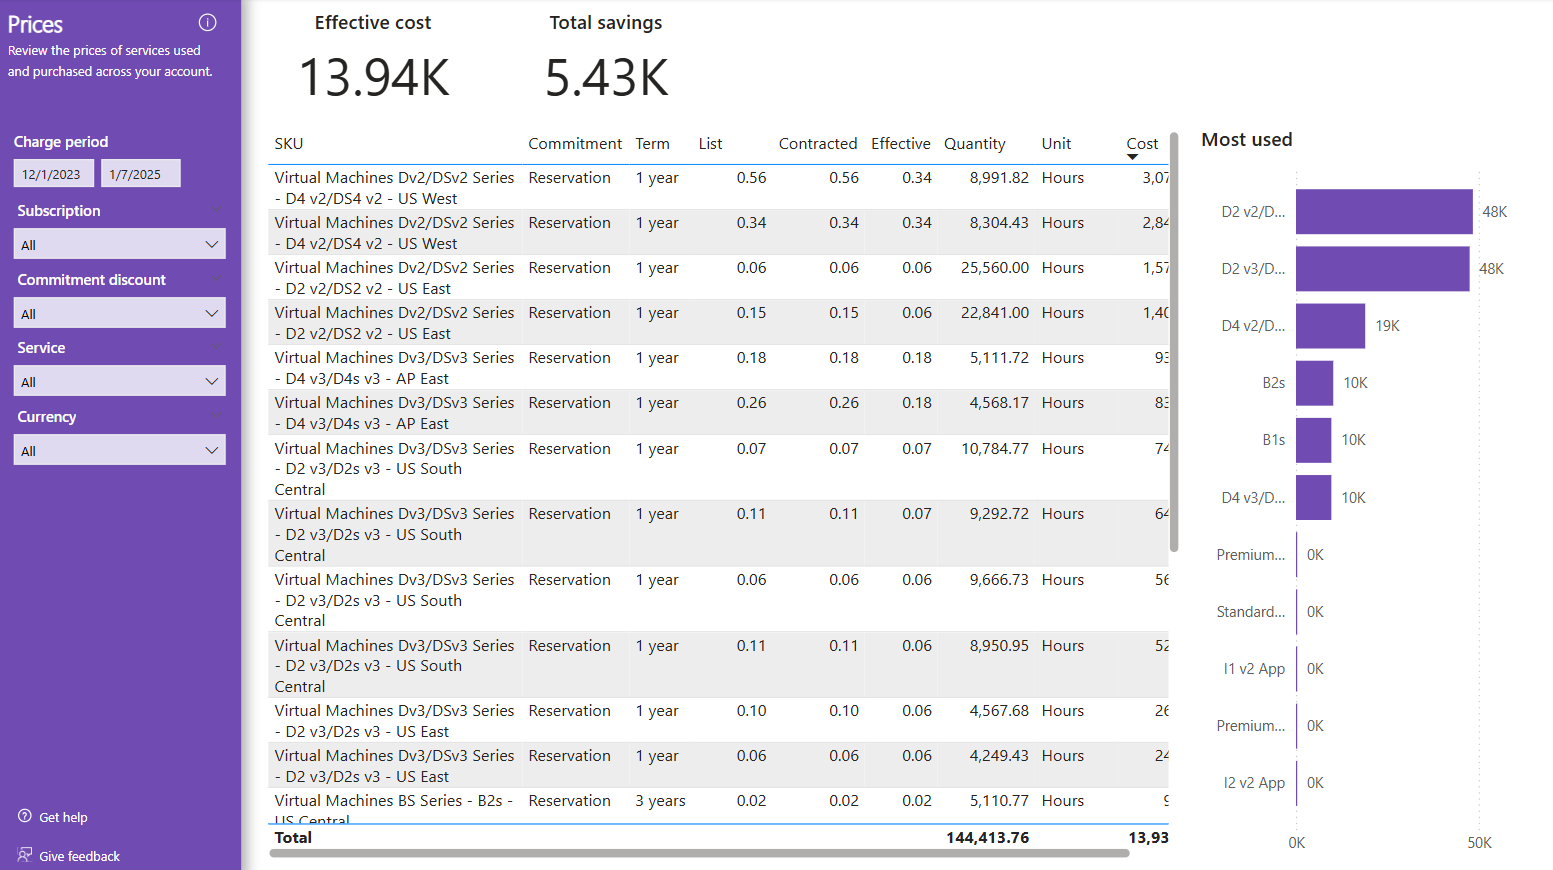 Prices
Review the prices of services used
and purchased across your account.
Charge period
12/1/2023 1/7/2025
Subscription
All
Commitment discount
All
Service
All
Currency
All
Get help
Give feedback
Effective cost Total savings
13.94K 5.43K
SKU Commitment Term List Contracted Effective Quantity Unit Cost
Virtual Machines Dv2/DSv2 Series Reservation 1 year 0.56 0.56 0.34 8,991.82 Hours 3,07
- D4 v2/DS4 v2 - US West
Virtual Machines Dv2/DSv2 Series Reservation 1 year 0.34 0.34 0.34 8,304.43 Hours 2,84
- D4 v2/DS4 v2 - US West
Virtual Machines Dv2/DSv2 Series Reservation 1 year 0.06 0.06 0.06 25,560.00 Hours 1,57
- D2 v2/DS2 v2 - US East
Virtual Machines Dv2/DSv2 Series Reservation 1 year 0.15 0.15 0.06 22,841.00 Hours 1,40
- D2 v2/DS2 v2 - US East
Virtual Machines Dv3/DSv3 Series Reservation 1 year 0.18 0.18 0.18 5,111.72 Hours 93
- D4 v3/D4s v3 - AP East
Virtual Machines Dv3/DSv3 Series Reservation 1 year 0.26 0.26 0.18 4,568.17 Hours 83
- D4 v3/D4s v3 - AP East
Virtual Machines Dv3/DSv3 Series Reservation 1 year 0.07 0.07 0.07 10,784.77 Hours 74
- D2 v3/D2s v3 - US South
Central
Virtual Machines Dv3/DSv3 Series Reservation 1 year 0.11 0.11 0.07 9,292.72 Hours 64
- D2 v3/D2s v3 - US South
Central
Virtual Machines Dv3/DSv3 Series Reservation 1 year 0.06 0.06 0.06 9,666.73 Hours 56
- D2 v3/D2s v3 - US South
Central
Virtual Machines Dv3/DSv3 Series Reservation 1 year 0.11 0.11 0.06 8,950.95 Hours 52
- D2 v3/D2s v3 - US South
Central
Virtual Machines Dv3/DSv3 Series Reservation 1 year 0.10 0.10 0.06 4,567.68 Hours 26
- D2 v3/D2s v3 - US East
Virtual Machines Dv3/DSv3 Series Reservation 1 year 0.06 0.06 0.06 4,249.43 Hours 24
- D2 v3/D2s v3 - US East
Virtual Machines BS Series - B2s - Reservation 3 years 0.02 0.02 0.02 5,110.77 Hours 9
US Central
Total 144,413.76 13,93
Most used
D2 v2/D... 48K
D2 v3/D... 48K
D4 v2/D... 19K
B2s 10K
B1s 10K
D4 v3/D... 10K
Premium... 0K
Standard... 0K
I1 v2 App 0K
Premium... 0K
I2 v2 App 0K
0K 50K